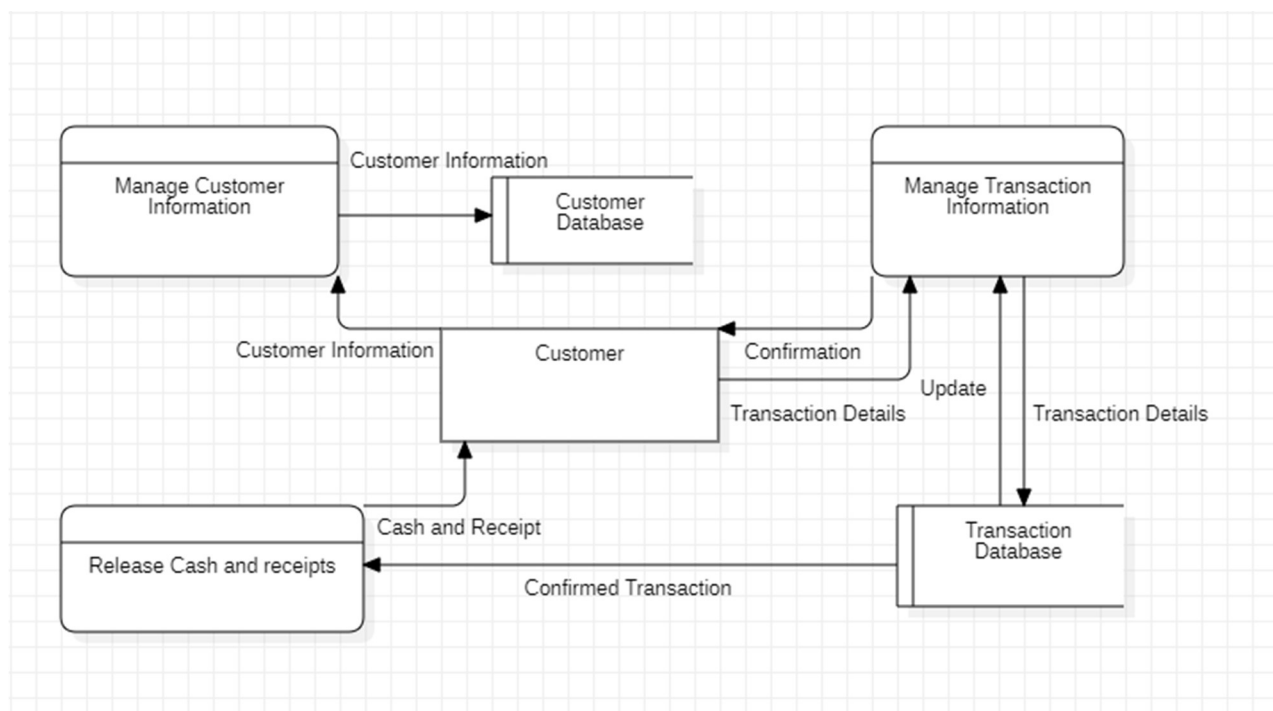 Customer Information
Manage Customer
Information
Customer
Database
Manage Transaction
Information
Customer Information
Customer
Confirmation
Update
Transaction Details
Transaction Details
Cash and Receipt
Release Cash and receipts
Confirmed Transaction
Transaction
Database